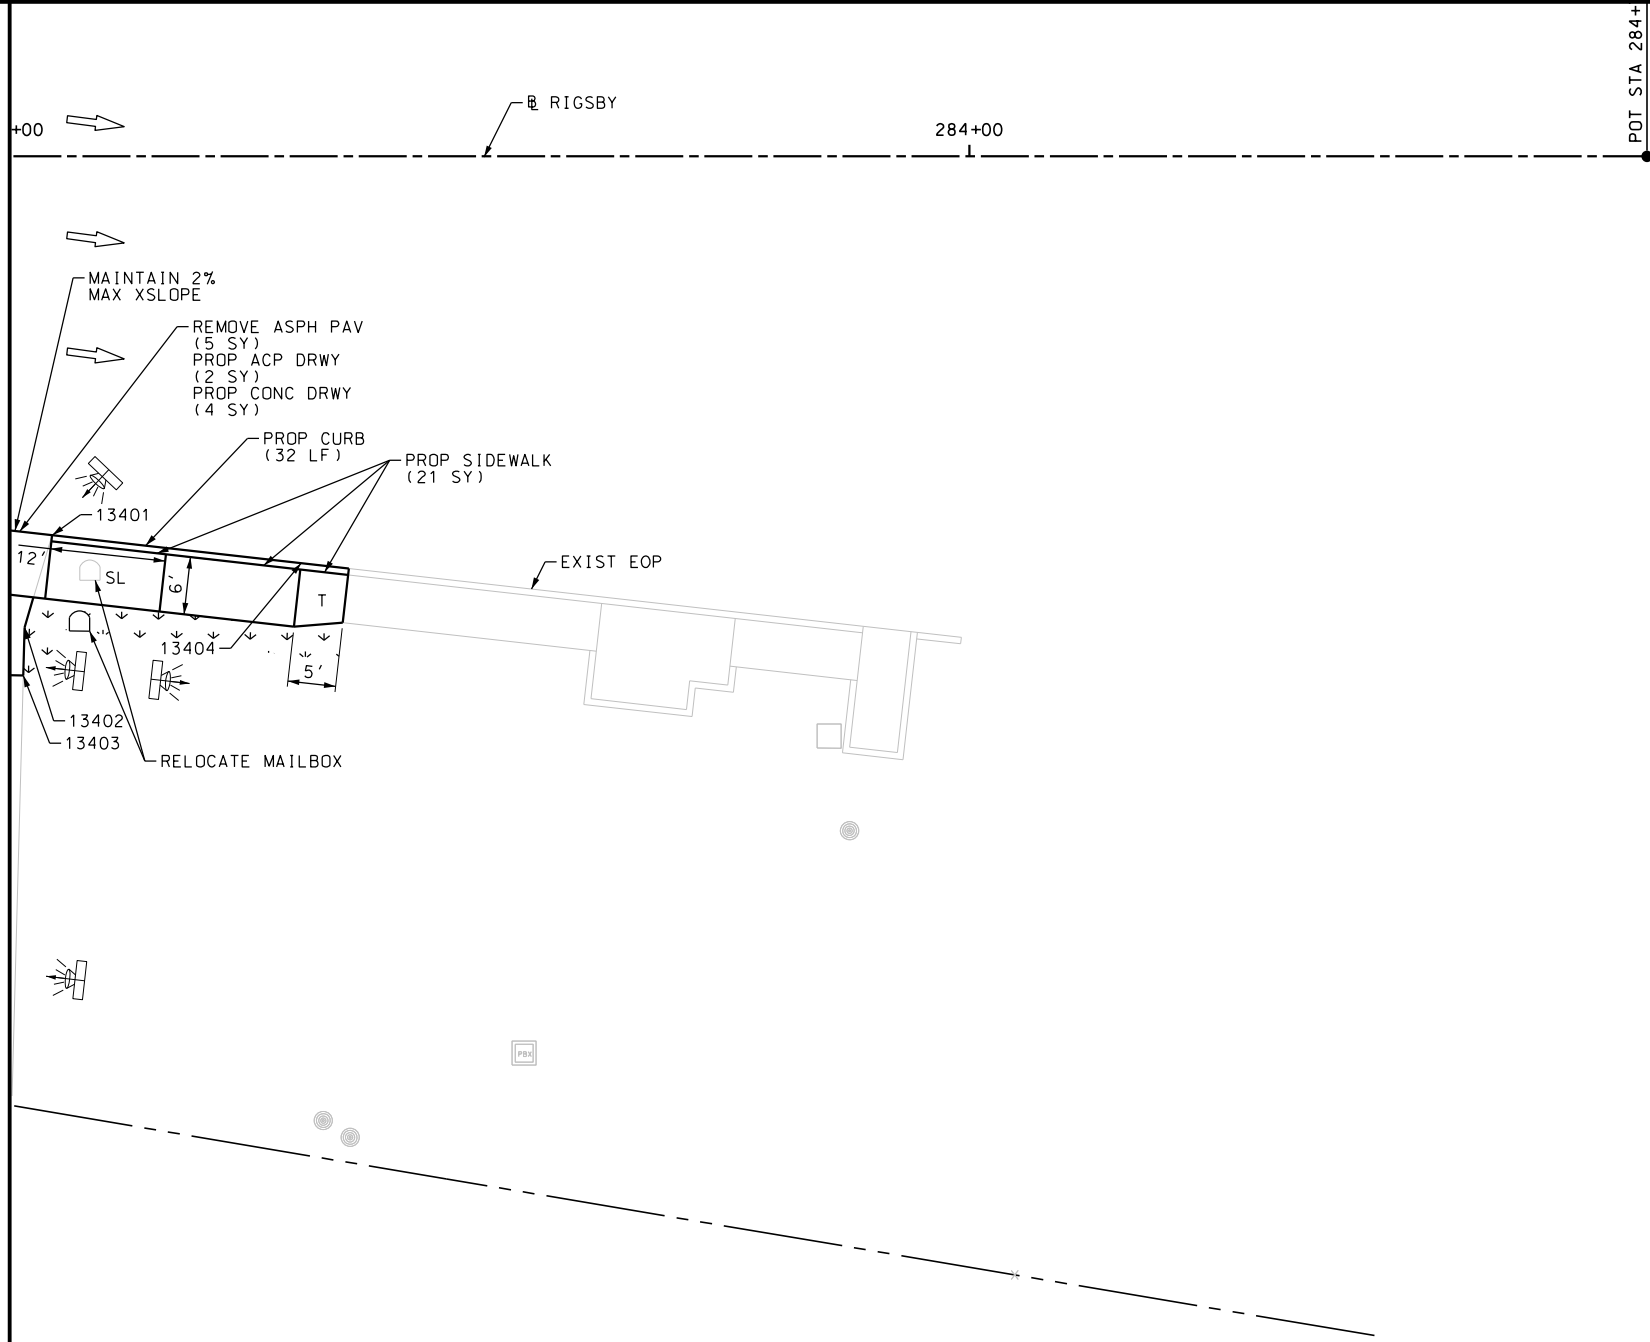 POT STA 284+
BL RIGSBY
+00
284+00
MAINTAIN 2%
MAX XSLOPE
REMOVE ASPH PAV
(5 SY)
PROP ACP DRWY
(2 SY)
PROP CONC DRWY
(4 SY)
PROP CURB
(32 LF)
PROP SIDEWALK
(21 SY)
13401
12'
SL
6'
EXIST EOP
T
13404
5'
13402
13403
RELOCATE MAILBOX
PBX